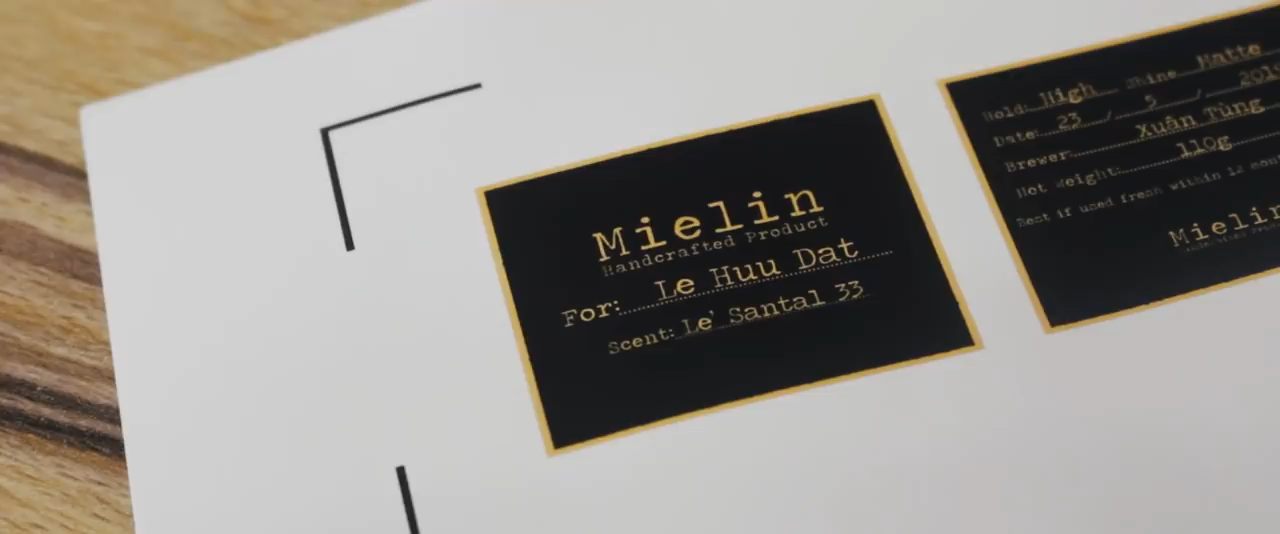 Mielin
Handcrafted Product
For: Le Huu Dat
Scent: Le' Santal 33
Hold: High Shine Matte
Date: 23 / 5 / 2019
Brewer: Xuân Tùng
Net Weight: 110g
Best if used fresh within 12
Mielin